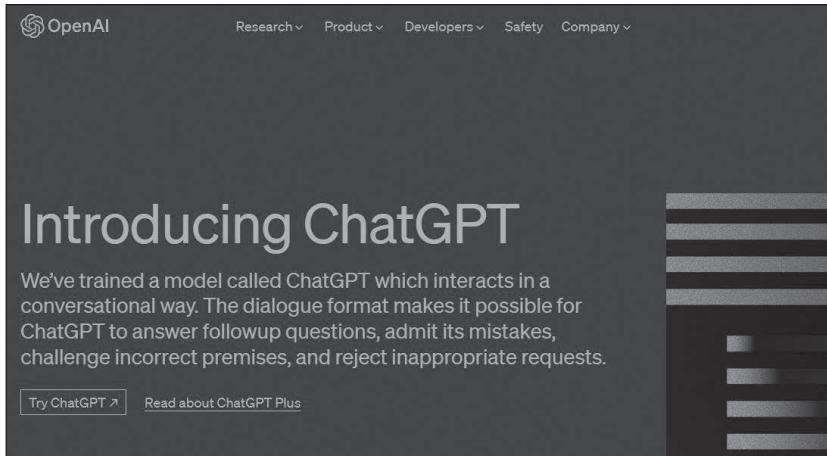 OpenAI
Research Product Developers Safety Company
Introducing ChatGPT
We've trained a model called ChatGPT which interacts in a
conversational way. The dialogue format makes it possible for
ChatGPT to answer followup questions, admit its mistakes,
challenge incorrect premises, and reject inappropriate requests.
Try ChatGPT ↗ Read about ChatGPT Plus